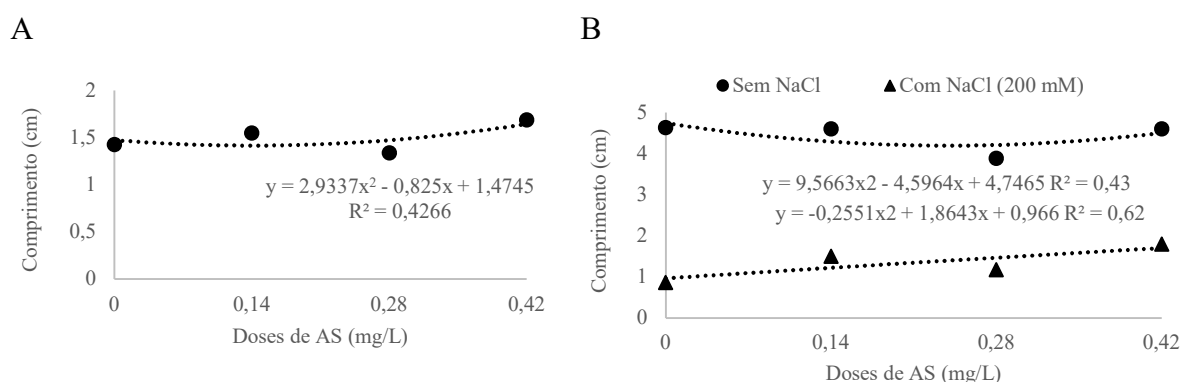 A
Comprimento (cm)
2
1,5
1
0,5
0
y = 2,9337x² - 0,825x + 1,4745
R² = 0,4266
0 0,14 0,28 0,42
Doses de AS (mg/L)
B
Sem NaCl Com NaCl (200 mM)
Comprimento (cm)
5
4
3
2
1
0
y = 9,5663x2 - 4,5964x + 4,7465 R² = 0,43
y = -0,2551x2 + 1,8643x + 0,966 R² = 0,62
0 0,14 0,28 0,42
Doses de AS (mg/L)